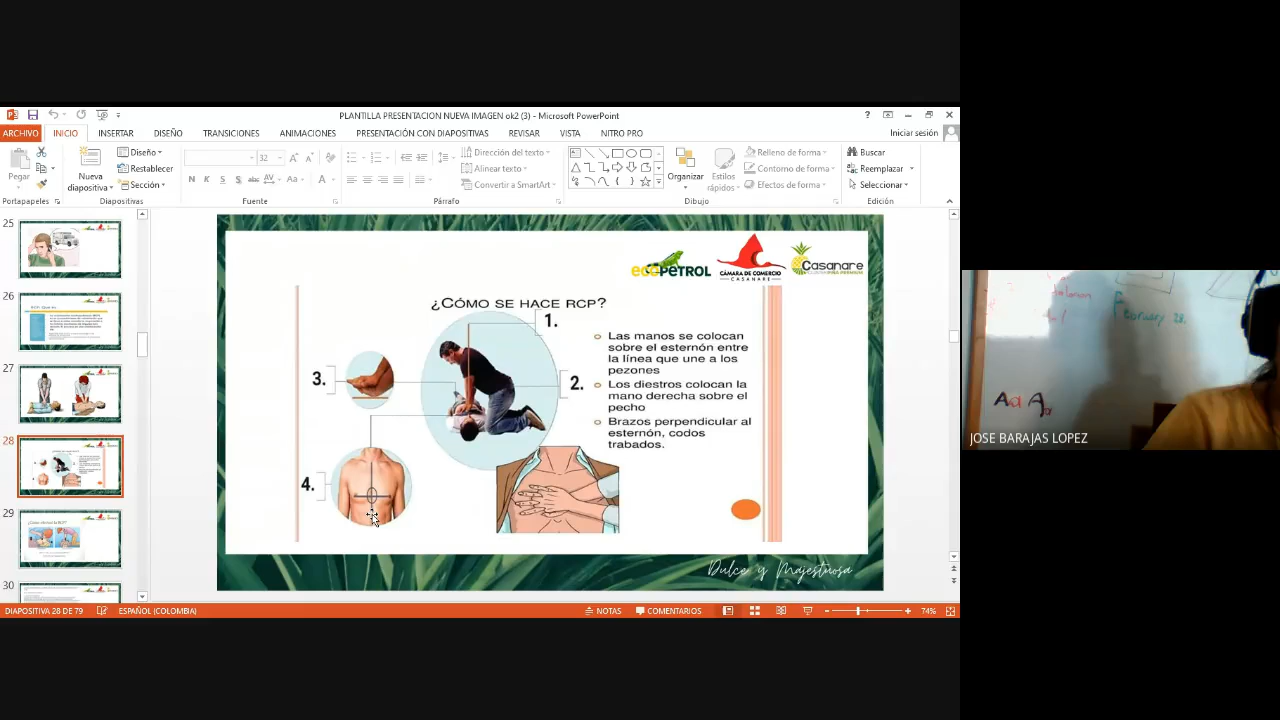 PLANTILLA PRESENTACION NUEVA IMAGEN ok2 (3) - Microsoft PowerPoint
ARCHIVO INICIO INSERTAR DISEÑO TRANSICIONES ANIMACIONES PRESENTACIÓN CON DIAPOSITIVAS REVISAR VISTA NITRO PRO Iniciar sesión
Pegar
Nueva diapositiva
Diseño
Restablecer
Sección
32
N K S S abc AV Aa A
Dirección del texto
Alinear texto
Convertir a SmartArt
Organizar
Estilos rápidos
Relleno de forma
Contorno de forma
Efectos de forma
Buscar
Reemplazar
Seleccionar
Portapapeles Diapositivas Fuente Párrafo Dibujo Edición
25
26
27
28
29
30
ecoPETROL
CÁMARA DE COMERCIO
CASANARE
Casanare
¿CÓMO SE HACE RCP?
1.
2.
3.
4.
Las manos se colocan
sobre el esternón entre
la línea que une a los
pezones
Los diestros colocan la
mano derecha sobre el
pecho
Brazos perpendicular al
esternón, codos
trabados.
Dulce y Majestuosa
DIAPOSITIVA 28 DE 79 ESPAÑOL (COLOMBIA) NOTAS COMENTARIOS 74%
February 28.
JOSE BARAJAS LOPEZ